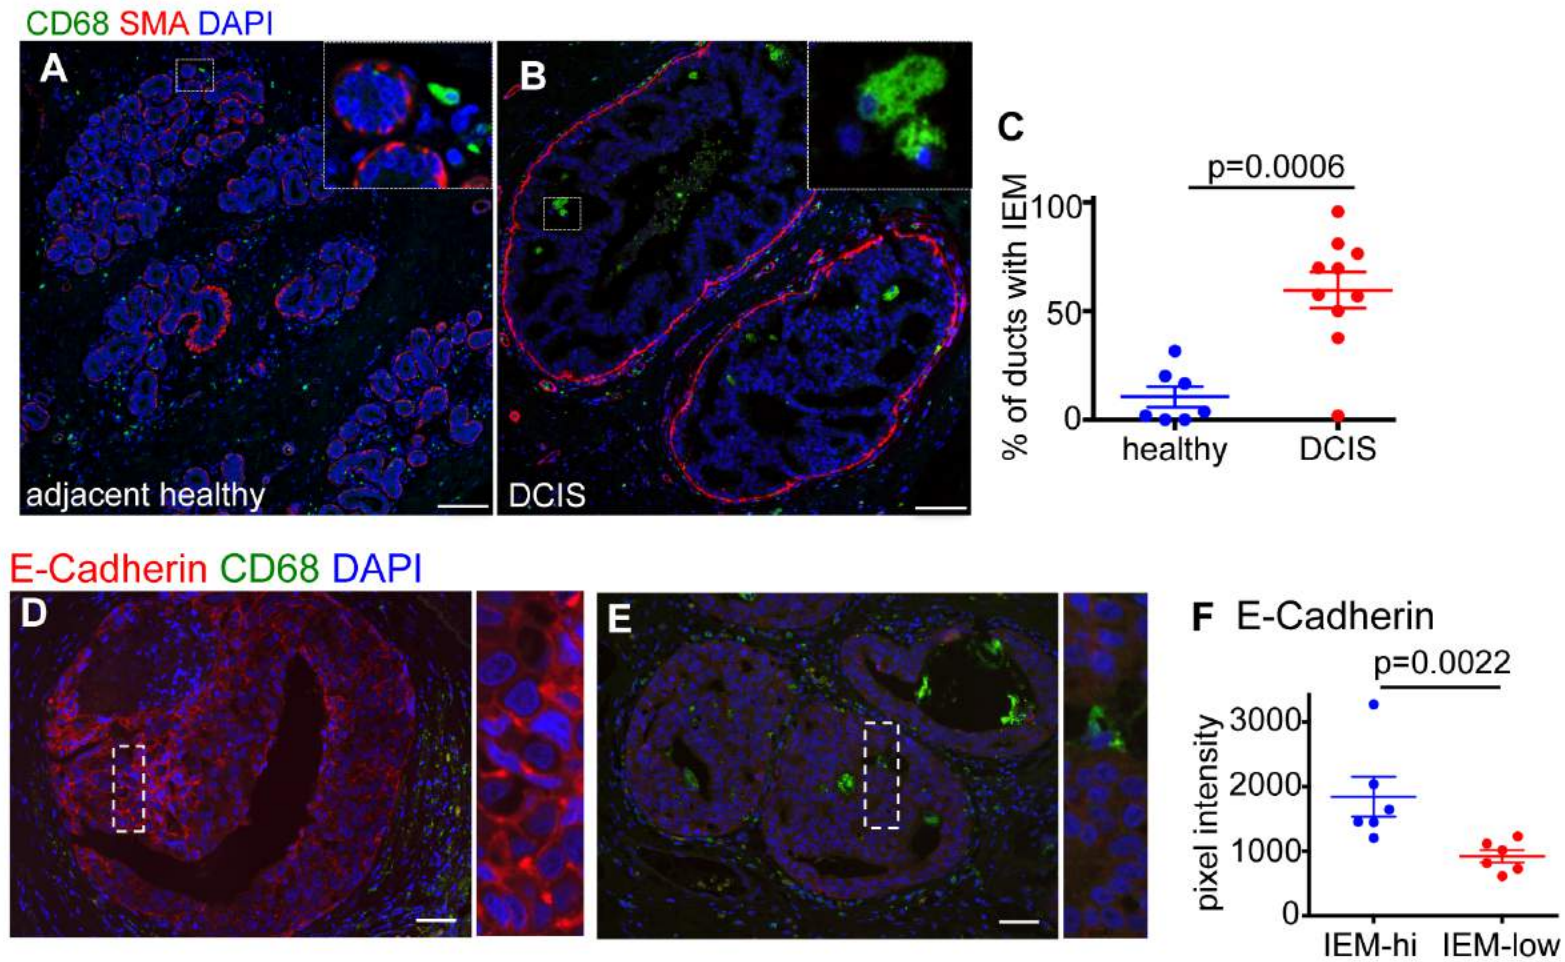 CD68 SMA DAPI
A
adjacent healthy
B
DCIS
C
p=0.0006
% of ducts with IEM
100
50
0
healthy
DCIS
E-Cadherin CD68 DAPI
D
E
F E-Cadherin
p=0.0022
pixel intensity
3000
2000
1000
0
IEM-hi
IEM-low